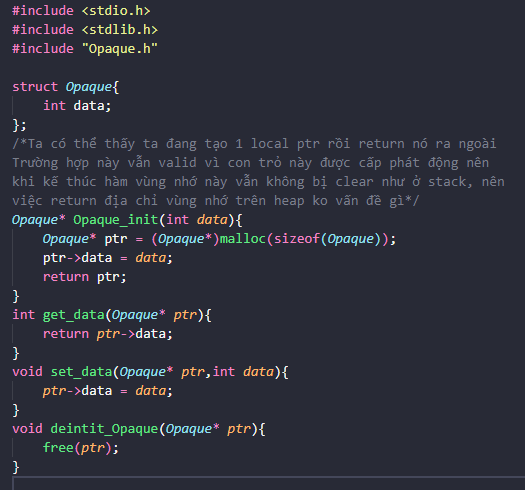 #include <stdio.h>
#include <stdlib.h>
#include "Opaque.h"
struct Opaque{
    int data;
};
/*Ta có thể thấy ta đang tạo 1 local ptr rồi return nó ra ngoài
Trường hợp này vẫn valid vì con trỏ này được cấp phát động nên
khi kế thúc hàm vùng nhớ này vẫn không bị clear như ở stack, nên
việc return địa chỉ vùng nhớ trên heap ko vấn đề gì*/
Opaque* Opaque_init(int data){
    Opaque* ptr = (Opaque*)malloc(sizeof(Opaque));
    ptr->data = data;
    return ptr;
}
int get_data(Opaque* ptr){
    return ptr->data;
}
void set_data(Opaque* ptr,int data){
    ptr->data = data;
}
void deintit_Opaque(Opaque* ptr){
    free(ptr);
}